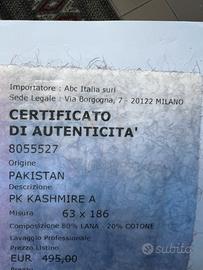 Importatore : Abc Italia surl
Sede Legale : Via Borgogna, 7 - 20122 MILANO
CERTIFICATO
DI AUTENTICITA'
8055527
Origine
PAKISTAN
Descrizione
PK KASHMIRE A
Misura 63 x 186
Composizione 80% LANA - 20% COTONE
Lavaggio Professionale
Prezzo Listino
EUR 495,00
subito